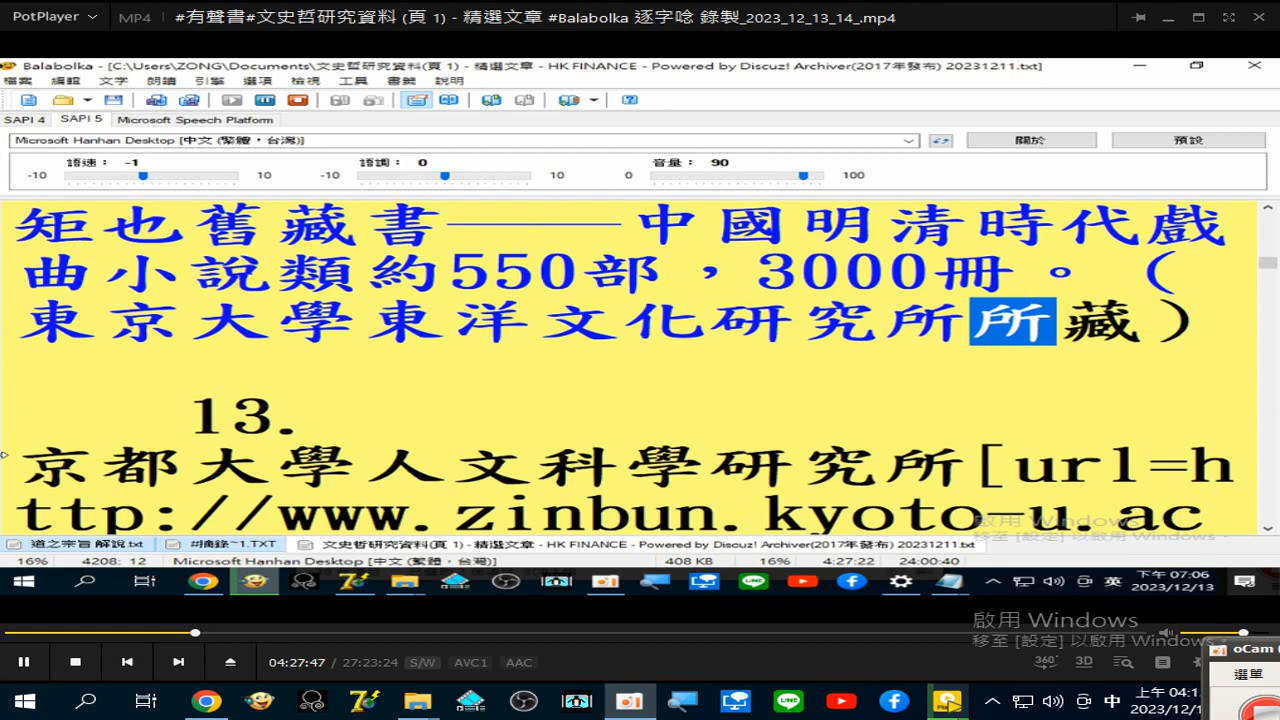 PotPlayer MP4 #有聲書#文史哲研究資料 (頁 1) - 精選文章 #Balabolka 逐字唸 錄製_2023_12_13_14_.mp4
Balabolka - [C:\Users\ZONG\Documents\文史哲研究資料(頁 1) - 精選文章 - HK FINANCE - Powered by Discuz! Archiver(2017年發布) 20231211.txt]
檔案 編輯 文字 朗讀 引擎 選項 檢視 工具 書籤 說明
SAPI 4 SAPI 5 Microsoft Speech Platform
Microsoft Hanhan Desktop [中文 (繁體，台灣)] 關於 預設
語速： -1 語調： 0 音量： 90
-10 10 -10 10 0 100
矩也舊藏書────中國明清時代戲
曲小說類約550部，3000冊。（
東京大學東洋文化研究所所藏）
13.
京都大學人文科學研究所[url=h
ttp://www.zinbun.kyoto-u.ac
道之宗旨 解說.txt #摘錄~1.TXT 文史哲研究資料(頁 1) - 精選文章 - HK FINANCE - Powered by Discuz! Archiver(2017年發布) 20231211.txt
16% 4208: 12 Microsoft Hanhan Desktop [中文 (繁體，台灣)] 408 KB 16% 4:27:22 24:00:40
啟用 Windows
移至 [設定] 以啟用 Windows。
英 下午 07:06
2023/12/13
啟用 Windows
移至 [設定] 以啟用 Windows
04:27:47 / 27:23:24 S/W AVC1 AAC 360° 3D
oCam
選單
中 上午 04:1
2023/12/1